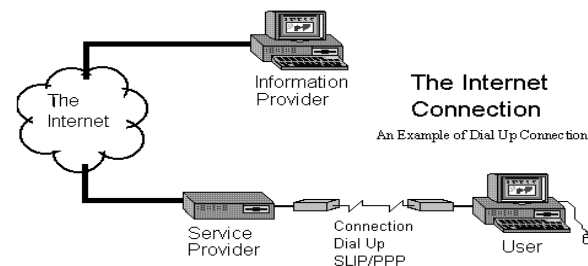 The
Internet
Information
Provider
The Internet
Connection
An Example of Dial Up Connection
Service
Provider
Connection
Dial Up
SLIP/PPP
User